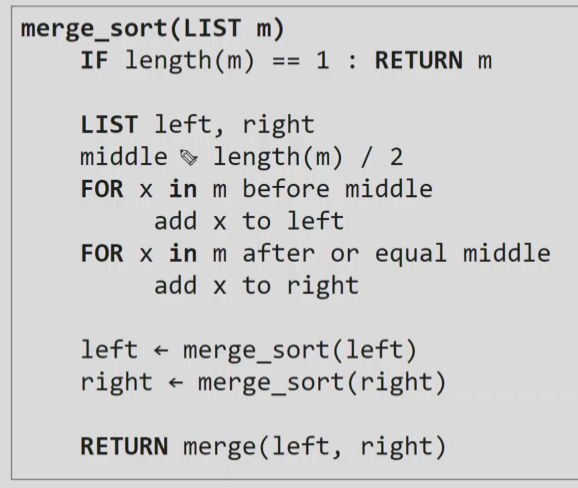 merge_sort(LIST m)
IF length(m) == 1 : RETURN m
LIST left, right
middle ✎ length(m) / 2
FOR x in m before middle
add x to left
FOR x in m after or equal middle
add x to right
left ← merge_sort(left)
right ← merge_sort(right)
RETURN merge(left, right)